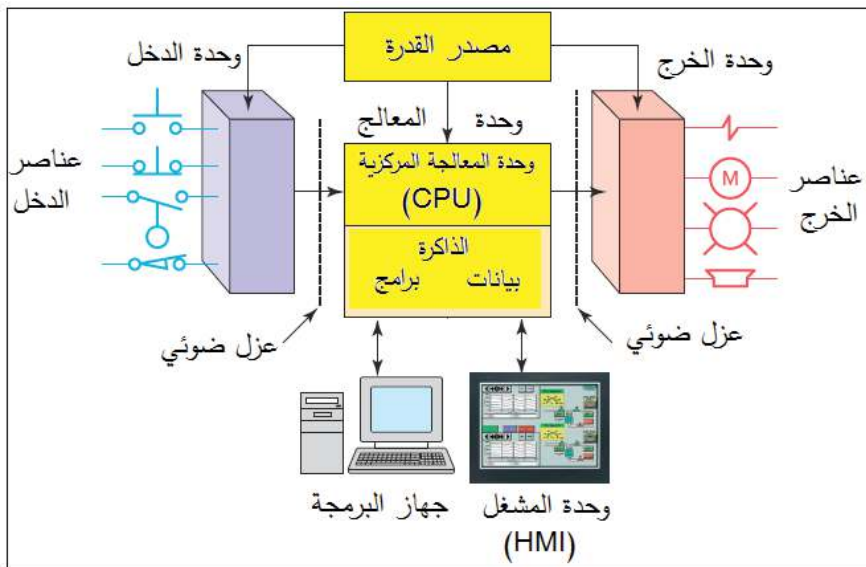 مصدر القدرة
وحدة الخرج
وحدة الدخل
وحدة المعالج
وحدة المعالجة المركزية
(CPU)
عناصر
الدخل
عناصر
الخرج
M
الذاكرة
بيانات برامج
عزل ضوئي
عزل ضوئي
جهاز البرمجة
وحدة المشغل
(HMI)